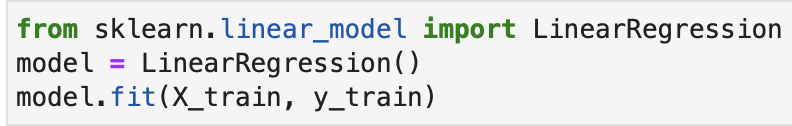 from sklearn.linear_model import LinearRegression
model = LinearRegression()
model.fit(X_train, y_train)